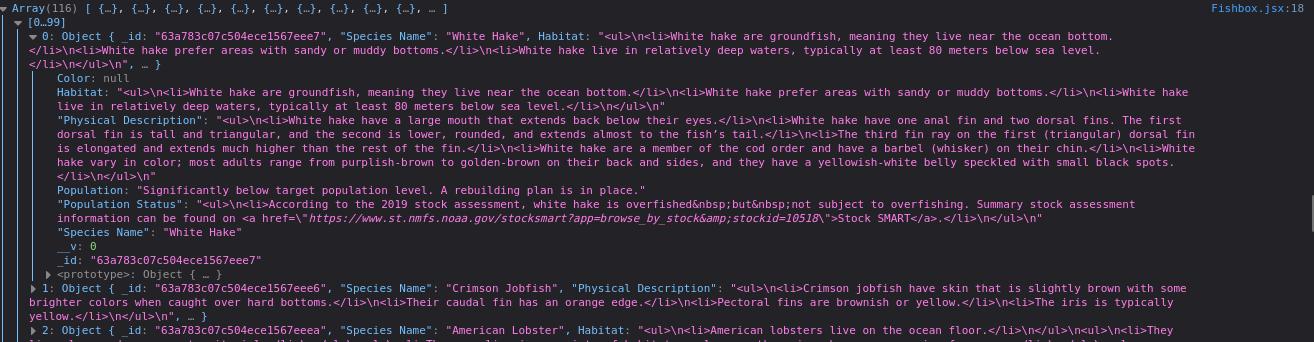 Array(116) [ {…}, {…}, {…}, {…}, {…}, {…}, {…}, {…}, {…}, {…}, … ] Fishbox.jsx:18
[0…99]
0: Object { _id: "63a783c07c504ece1567eee7", "Species Name": "White Hake", Habitat: "<ul>\n<li>White hake are groundfish, meaning they live near the ocean bottom.
</li>\n<li>White hake prefer areas with sandy or muddy bottoms.</li>\n<li>White hake live in relatively deep waters, typically at least 80 meters below sea level.
</li>\n</ul>\n", … }
Color: null
Habitat: "<ul>\n<li>White hake are groundfish, meaning they live near the ocean bottom.</li>\n<li>White hake prefer areas with sandy or muddy bottoms.</li>\n<li>White hake
live in relatively deep waters, typically at least 80 meters below sea level.</li>\n</ul>\n"
"Physical Description": "<ul>\n<li>White hake have a large mouth that extends back below their eyes.</li>\n<li>White hake have one anal fin and two dorsal fins. The first
dorsal fin is tall and triangular, and the second is lower, rounded, and extends almost to the fish’s tail.</li>\n<li>The third fin ray on the first (triangular) dorsal fin
is elongated and extends much higher than the rest of the fin.</li>\n<li>White hake are a member of the cod order and have a barbel (whisker) on their chin.</li>\n<li>White
hake vary in color; most adults range from purplish-brown to golden-brown on their back and sides, and they have a yellowish-white belly speckled with small black spots.
</li>\n</ul>\n"
Population: "Significantly below target population level. A rebuilding plan is in place."
"Population Status": "<ul>\n<li>According to the 2019 stock assessment, white hake is overfished&nbsp;but&nbsp;not subject to overfishing. Summary stock assessment
information can be found on <a href=\"https://www.st.nmfs.noaa.gov/stocksmart?app=browse_by_stock&amp;stockid=10518\">Stock SMART</a>.</li>\n</ul>\n"
"Species Name": "White Hake"
__v: 0
_id: "63a783c07c504ece1567eee7"
<prototype>: Object { … }
1: Object { _id: "63a783c07c504ece1567eee6", "Species Name": "Crimson Jobfish", "Physical Description": "<ul>\n<li>Crimson jobfish have skin that is slightly brown with some
brighter colors when caught over hard bottoms.</li>\n<li>Their caudal fin has an orange edge.</li>\n<li>Pectoral fins are brownish or yellow.</li>\n<li>The iris is typically
yellow.</li>\n</ul>\n", … }
2: Object { _id: "63a783c07c504ece1567eeea", "Species Name": "American Lobster", Habitat: "<ul>\n<li>American lobsters live on the ocean floor.</li>\n</ul>\n<ul>\n<li>They